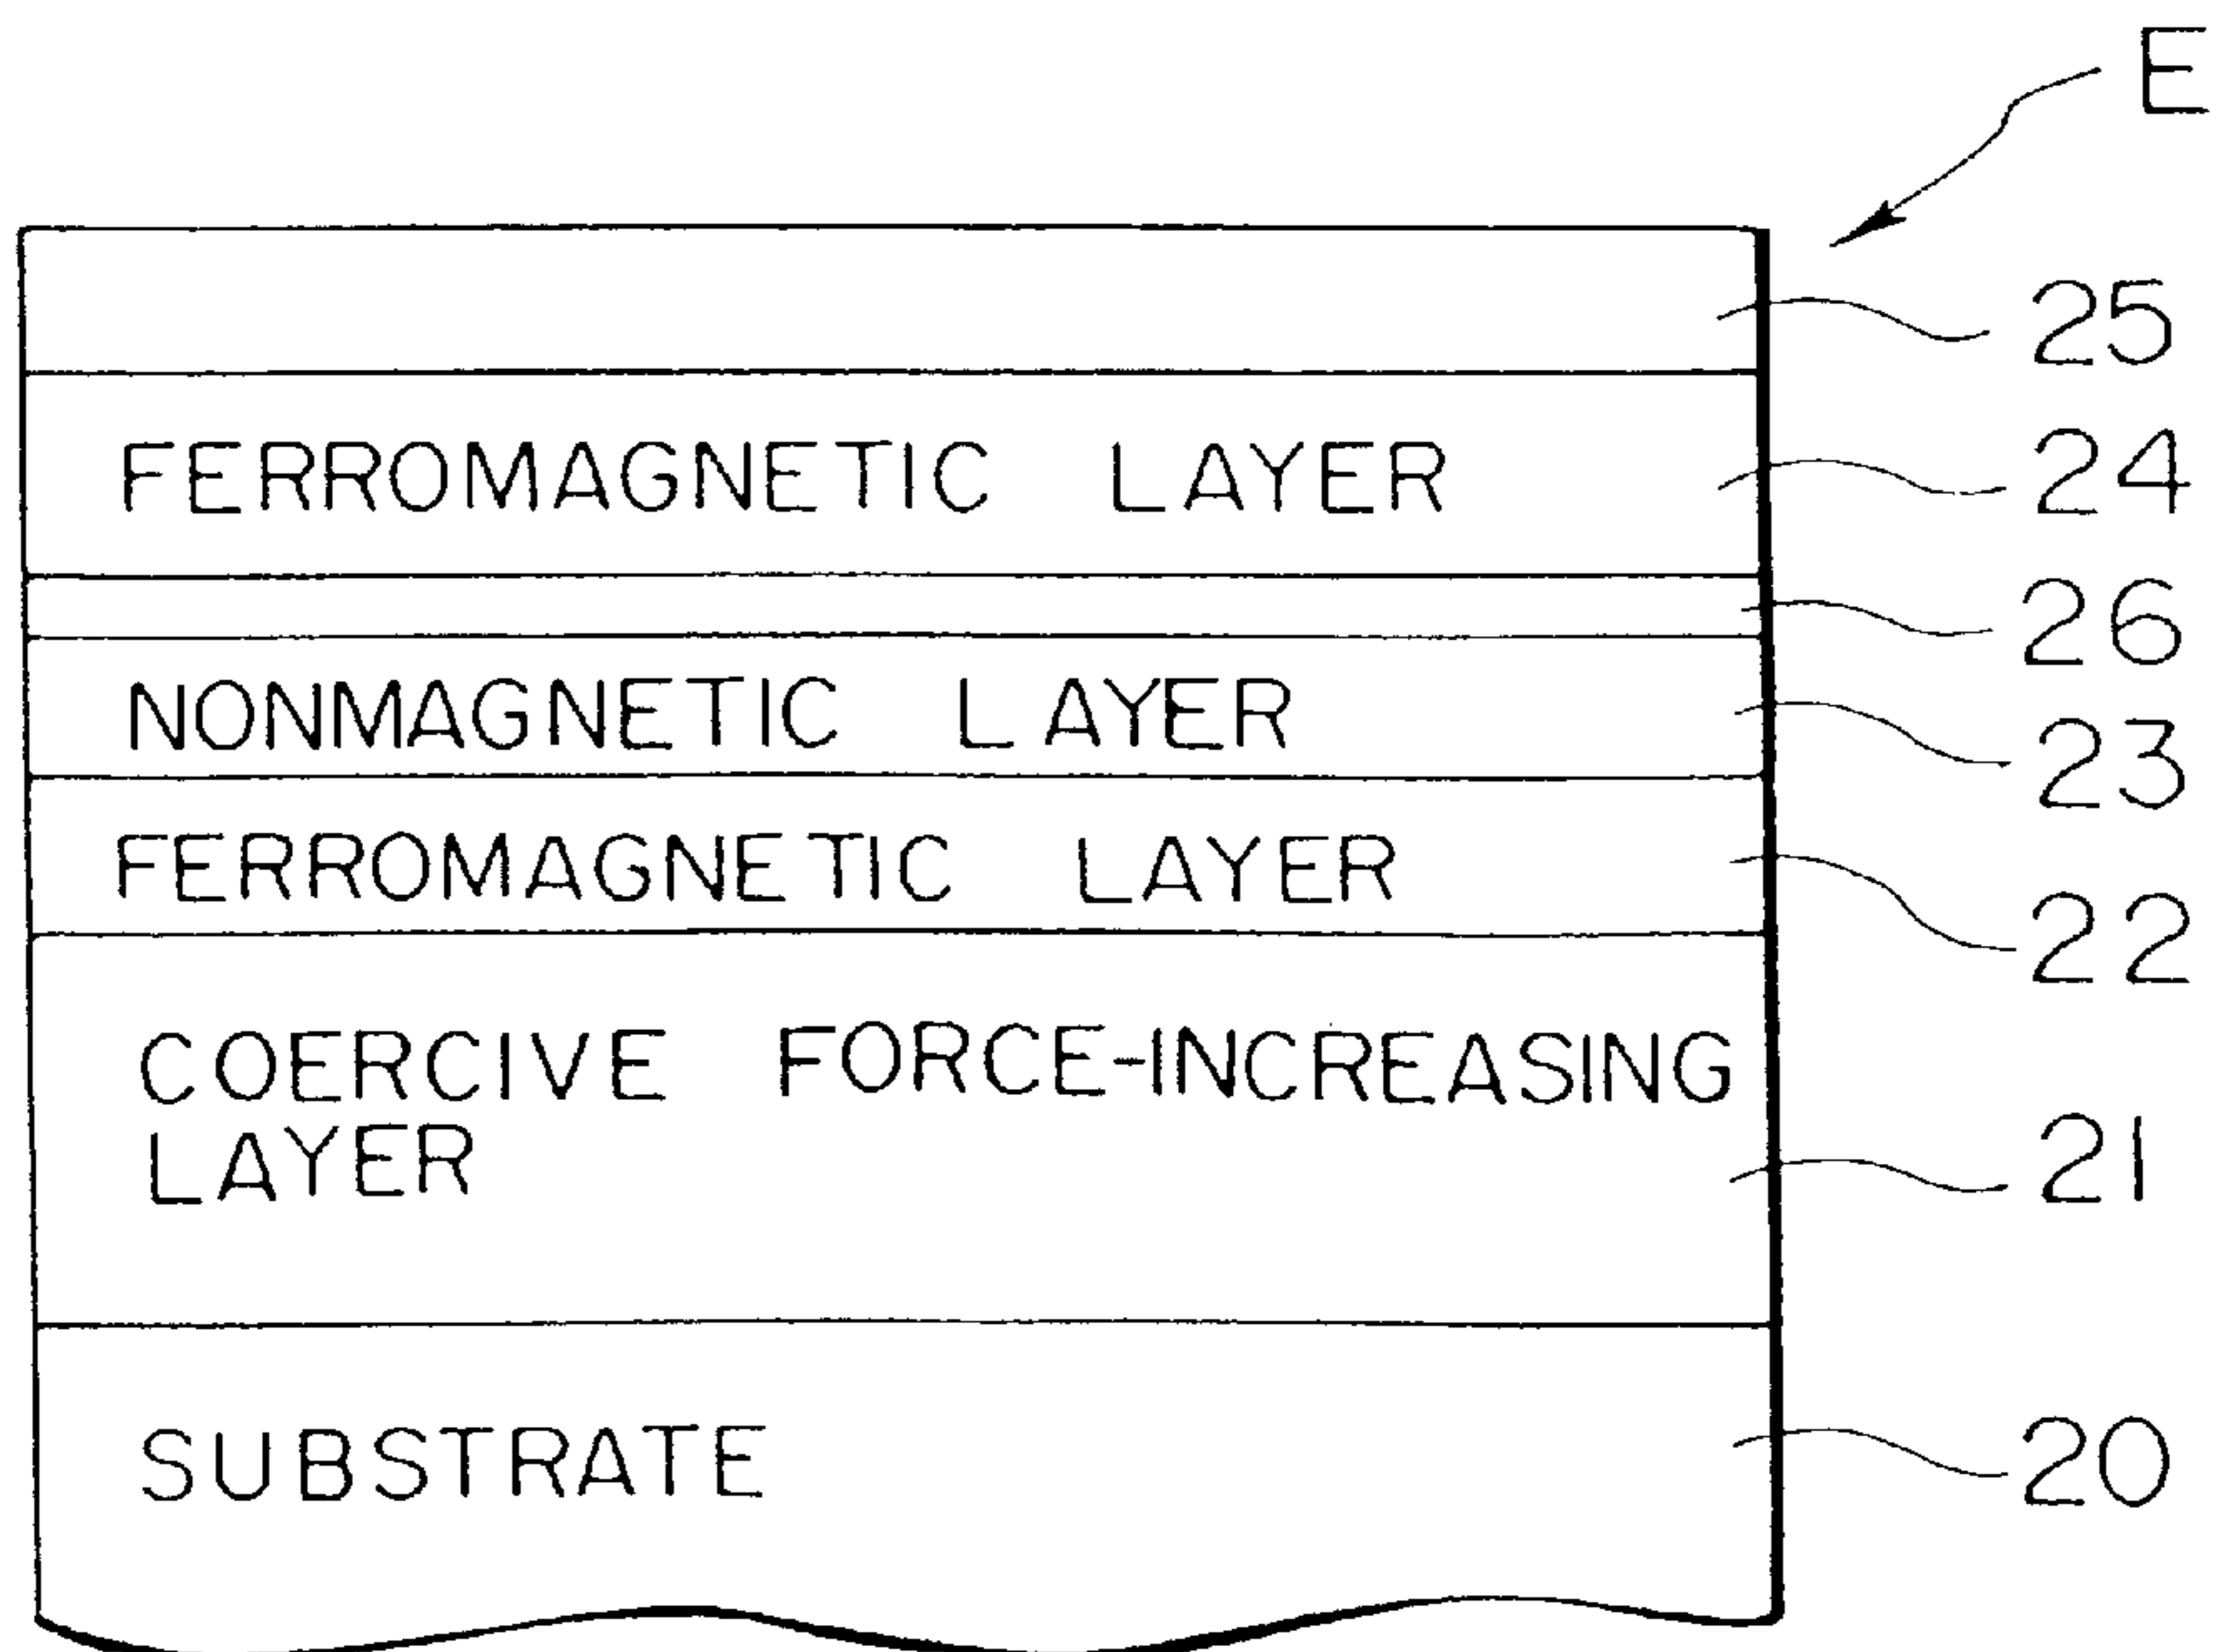 E
25
FERROMAGNETIC LAYER 24
26
NONMAGNETIC LAYER 23
FERROMAGNETIC LAYER 22
COERCIVE FORCE-INCREASING
LAYER 21
SUBSTRATE 20